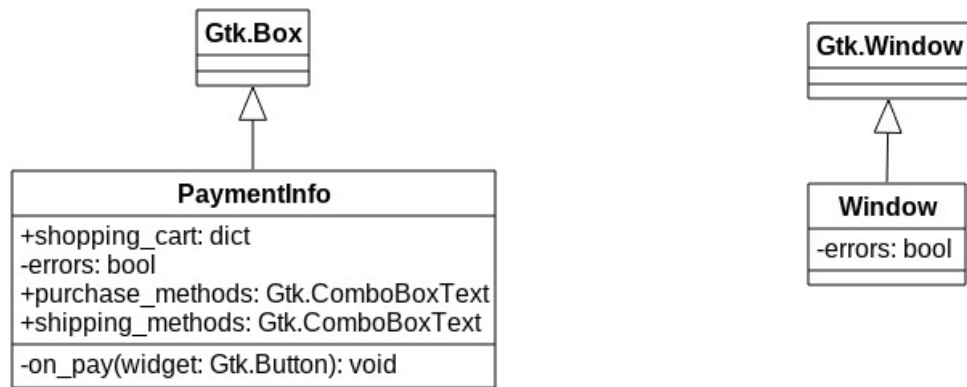 Gtk.Box
PaymentInfo
+shopping_cart: dict
-errors: bool
+purchase_methods: Gtk.ComboBoxText
+shipping_methods: Gtk.ComboBoxText
-on_pay(widget: Gtk.Button): void
Gtk.Window
Window
-errors: bool